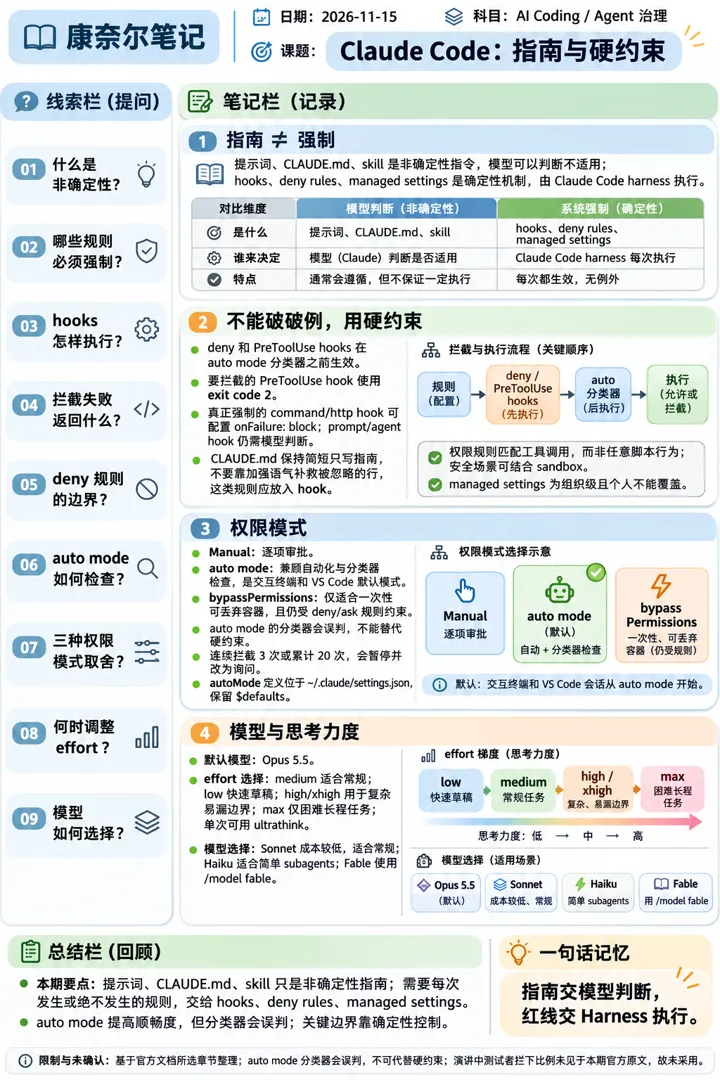 康奈尔笔记
日期：2026-11-15
科目：AI Coding / Agent 治理
课题：
Claude Code：指南与硬约束
线索栏（提问）
01
什么是
非确定性？
02
哪些规则
必须强制？
03
hooks
怎样执行？
04
拦截失败
返回什么？
05
deny 规则
的边界？
06
auto mode
如何检查？
07
三种权限
模式取舍？
08
何时调整
effort ？
09
模型
如何选择？
笔记栏（记录）
1 指南 ≠ 强制
提示词、CLAUDE.md、skill 是非确定性指令，模型可以判断不适用；
hooks、deny rules、managed settings 是确定性机制，由 Claude Code harness 执行。
对比维度
模型判断（非确定性）
系统强制（确定性）
是什么
提示词、CLAUDE.md、skill
hooks、deny rules、
managed settings
谁来决定
模型（Claude）判断是否适用
Claude Code harness 每次执行
特点
通常会遵循，但不保证一定执行
每次都生效，无例外
2 不能破破例，用硬约束
deny 和 PreToolUse hooks 在
auto mode 分类器之前生效。
要拦截的 PreToolUse hook 使用
exit code 2。
真正强制的 command/http hook 可
配置 onFailure: block；prompt/agent
hook 仍需模型判断。
CLAUDE.md 保持简短只写指南，
不要靠加强语气补救被忽略的行，
这类规则应放入 hook。
拦截与执行流程（关键顺序）
规则
（配置）
deny /
PreToolUse
hooks
（先执行）
auto
分类器
（后执行）
执行
（允许或
拦截）
权限规则匹配工具调用，而非任意脚本行为；
安全场景可结合 sandbox。
managed settings 为组织级且个人不能覆盖。
3 权限模式
Manual：逐项审批。
auto mode：兼顾自动化与分类器
检查，是交互终端和 VS Code 默认模式。
bypassPermissions：仅适合一次性
可丢弃容器，且仍受 deny/ask 规则约束。
auto mode 的分类器会误判，不能替代
硬约束。
连续拦截 3 次或累计 20 次，会暂停并
改为询问。
autoMode 定义位于 ~/.claude/settings.json，
保留 $defaults。
权限模式选择示意
Manual
逐项审批
auto mode
（默认）
自动 + 分类器检查
bypass
Permissions
一次性、可丢弃
容器（仍受规则）
默认：交互终端和 VS Code 会话从 auto mode 开始。
4 模型与思考力度
默认模型：Opus 5.5。
effort 选择：medium 适合常规；
low 快速草稿；high/xhigh 用于复杂
易漏边界；max 仅困难长程任务；
单次可用 ultrathink。
模型选择：Sonnet 成本较低，适合常规；
Haiku 适合简单 subagents；Fable 使用
/model fable。
effort 梯度（思考力度）
low
快速草稿
medium
常规任务
high /
xhigh
复杂、易漏边界
max
困难长程
任务
思考力度：低 → 中 → 高
模型选择（适用场景）
Opus 5.5
（默认）
Sonnet
成本较低、常规
Haiku
简单 subagents
Fable
用 /model fable
总结栏（回顾）
本期要点：提示词、CLAUDE.md、skill 只是非确定性指南；需要每次
发生或绝不发生的规则，交给 hooks、deny rules、managed settings。
auto mode 提高顺畅度，但分类器会误判；关键边界靠确定性控制。
一句话记忆
指南交模型判断，
红线交 Harness 执行。
限制与未确认：基于官方文档所选章节整理；auto mode 分类器会误判，不可代替硬约束；演讲中测试者拦下比例未见于本期官方原文，故未采用。